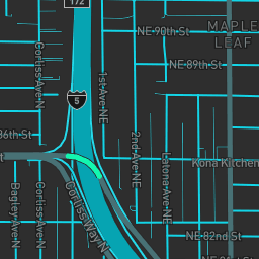 172
NE 90th St
MAPLE
LEAF
NE 89th St
Corliss Ave N
1st Ave NE
5
86th St
2nd Ave NE
Latona Ave NE
Kona Kitchen
Bagley Ave N
Corliss Ave N
Corliss Way N
NE 82nd St